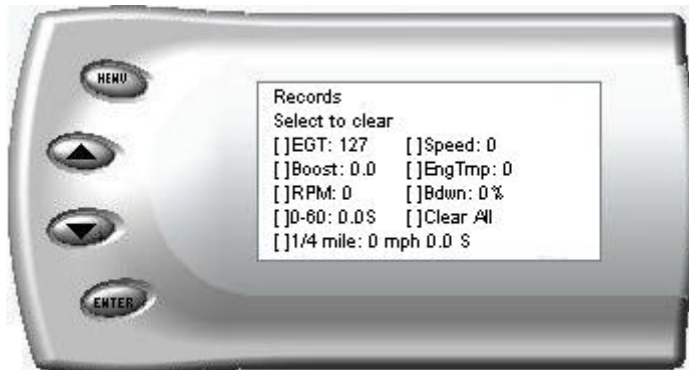 MENU
Records
Select to clear
[ ]EGT: 127 [ ]Speed: 0
[ ]Boost: 0.0 [ ]EngTmp: 0
[ ]RPM: 0 [ ]Bdwn: 0%
[ ]0-60: 0.0S [ ]Clear All
[ ]1/4 mile: 0 mph 0.0 S
ENTER